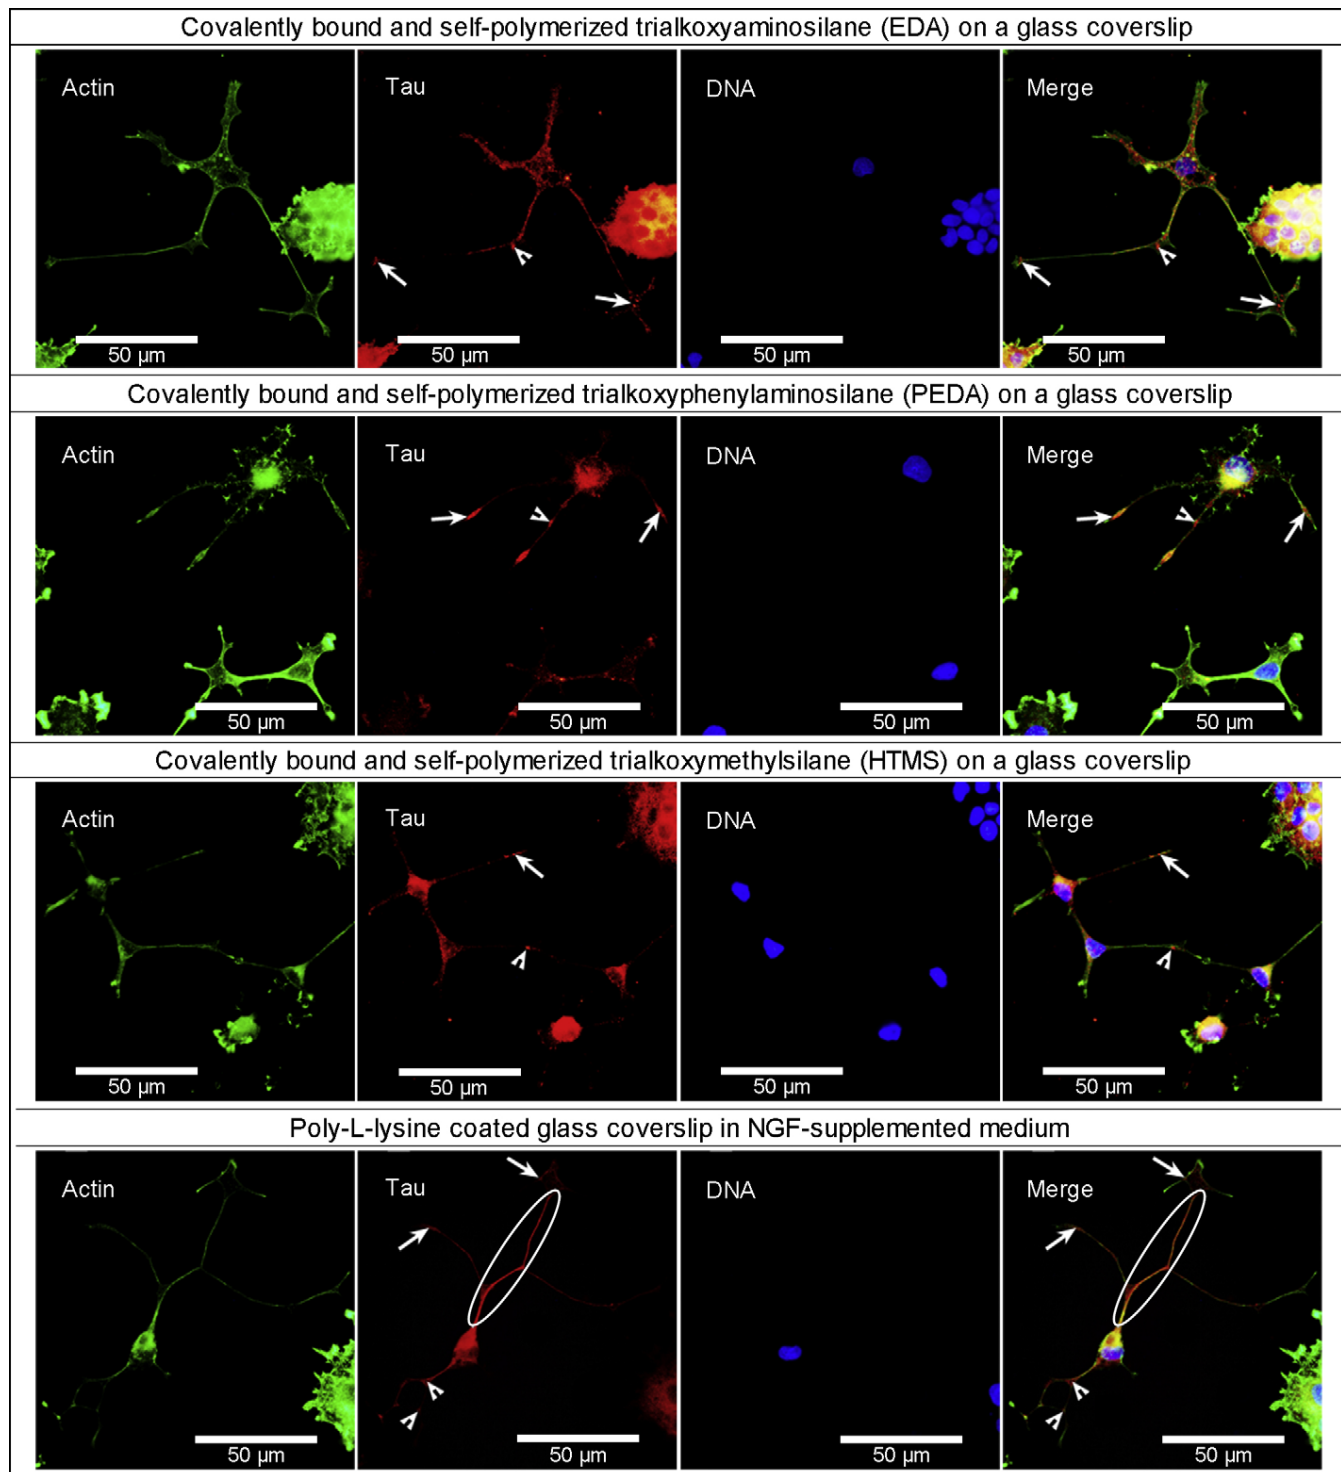 Covalently bound and self-polymerized trialkoxyaminosilane (EDA) on a glass coverslip
Actin Tau DNA Merge
50 µm 50 µm 50 µm 50 µm
Covalently bound and self-polymerized trialkoxyphenylaminosilane (PEDA) on a glass coverslip
Actin Tau DNA Merge
50 µm 50 µm 50 µm 50 µm
Covalently bound and self-polymerized trialkoxymethylsilane (HTMS) on a glass coverslip
Actin Tau DNA Merge
50 µm 50 µm 50 µm 50 µm
Poly-L-lysine coated glass coverslip in NGF-supplemented medium
Actin Tau DNA Merge
50 µm 50 µm 50 µm 50 µm